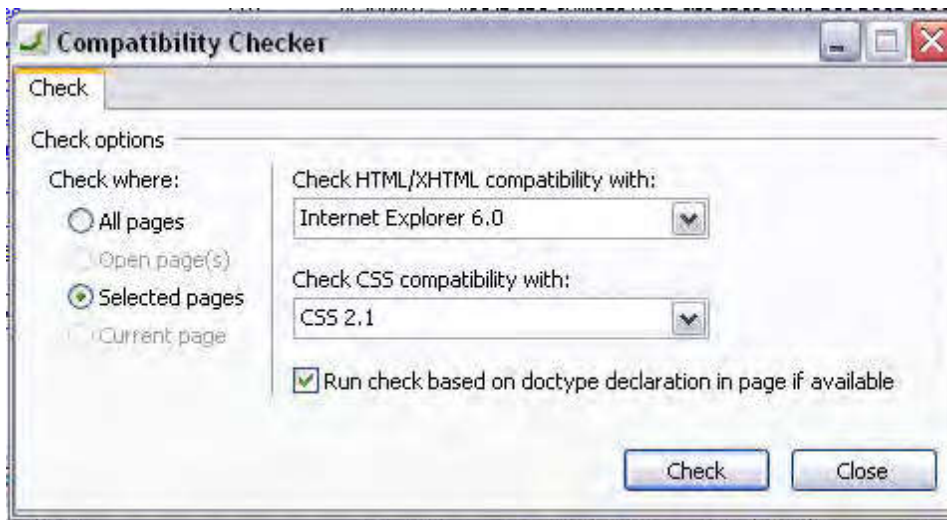 Compatibility Checker
Check
Check options
Check where:
All pages
Open page(s)
Selected pages
Current page
Check HTML/XHTML compatibility with:
Internet Explorer 6.0
Check CSS compatibility with:
CSS 2.1
Run check based on doctype declaration in page if available
Check
Close